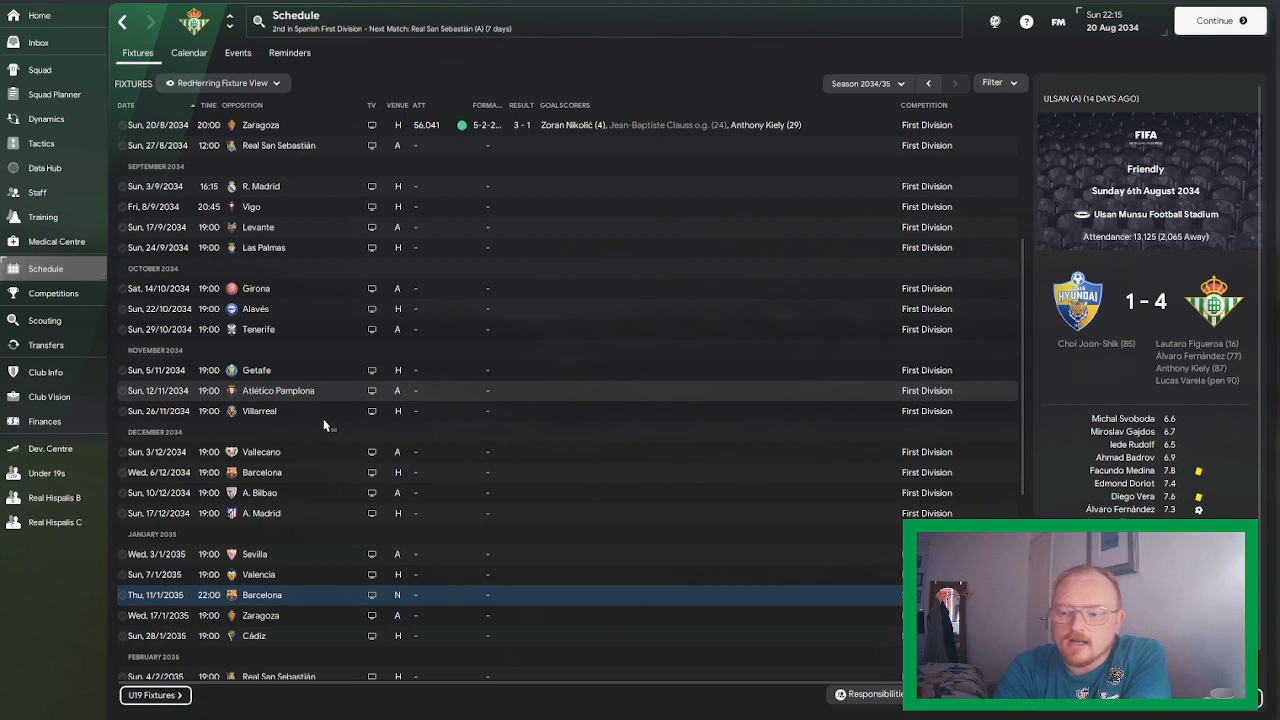 Home
Inbox
Squad
Squad Planner
Dynamics
Tactics
Data Hub
Staff
Training
Medical Centre
Schedule
Competitions
Scouting
Transfers
Club Info
Club Vision
Finances
Dev. Centre
Under 19s
Real Hispalis B
Real Hispalis C
Schedule
2nd in Spanish First Division - Next Match: Real San Sebastián (A) (7 days)
FM
Sun 22:15
20 Aug 2034
Continue
Fixtures Calendar Events Reminders
FIXTURES RedHerring Fixture View Season 2034/35 Filter
DATE TIME OPPOSITION TV VENUE ATT FORMA... RESULT GOALSCORERS COMPETITION
Sun, 20/8/2034 20:00 Zaragoza H 56,041 5-2-2... 3 - 1 Zoran Nikolić (4), Jean-Baptiste Clauss o.g. (24), Anthony Kiely (29) First Division
Sun, 27/8/2034 12:00 Real San Sebastián A - - First Division
SEPTEMBER 2034
Sun, 3/9/2034 16:15 R. Madrid H - - First Division
Fri, 8/9/2034 20:45 Vigo H - - First Division
Sun, 17/9/2034 19:00 Levante A - - First Division
Sun, 24/9/2034 19:00 Las Palmas H - - First Division
OCTOBER 2034
Sat, 14/10/2034 19:00 Girona A - - First Division
Sun, 22/10/2034 19:00 Alavés H - - First Division
Sun, 29/10/2034 19:00 Tenerife A - - First Division
NOVEMBER 2034
Sun, 5/11/2034 19:00 Getafe H - - First Division
Sun, 12/11/2034 19:00 Atlético Pamplona A - - First Division
Sun, 26/11/2034 19:00 Villarreal H - - First Division
DECEMBER 2034
Sun, 3/12/2034 19:00 Vallecano A - - First Division
Wed, 6/12/2034 19:00 Barcelona H - - First Division
Sun, 10/12/2034 19:00 A. Bilbao A - - First Division
Sun, 17/12/2034 19:00 A. Madrid H - - First Division
JANUARY 2035
Wed, 3/1/2035 19:00 Sevilla A - -
Sun, 7/1/2035 19:00 Valencia H - -
Thu, 11/1/2035 22:00 Barcelona N - -
Wed, 17/1/2035 19:00 Zaragoza A - -
Sun, 28/1/2035 19:00 Cádiz H - -
FEBRUARY 2035
Sun, 4/2/2035 19:00 Real San Sebastián H - -
U19 Fixtures
Responsibilitie
ULSAN (A) (14 DAYS AGO)
FIFA
Friendly
Sunday 6th August 2034
Ulsan Munsu Football Stadium
Attendance: 13,125 (2,065 Away)
HYUNDAI
1 - 4
Choi Joon-Shik (85)
Lautaro Figueroa (16)
Álvaro Fernández (77)
Anthony Kiely (87)
Lucas Varela (pen 90)
Michal Svoboda 6.6
Miroslav Gajdos 6.7
Iede Rudolf 6.5
Ahmad Badrov 6.9
Facundo Medina 7.8
Edmond Doriot 7.4
Diego Vera 7.6
Álvaro Fernández 7.3